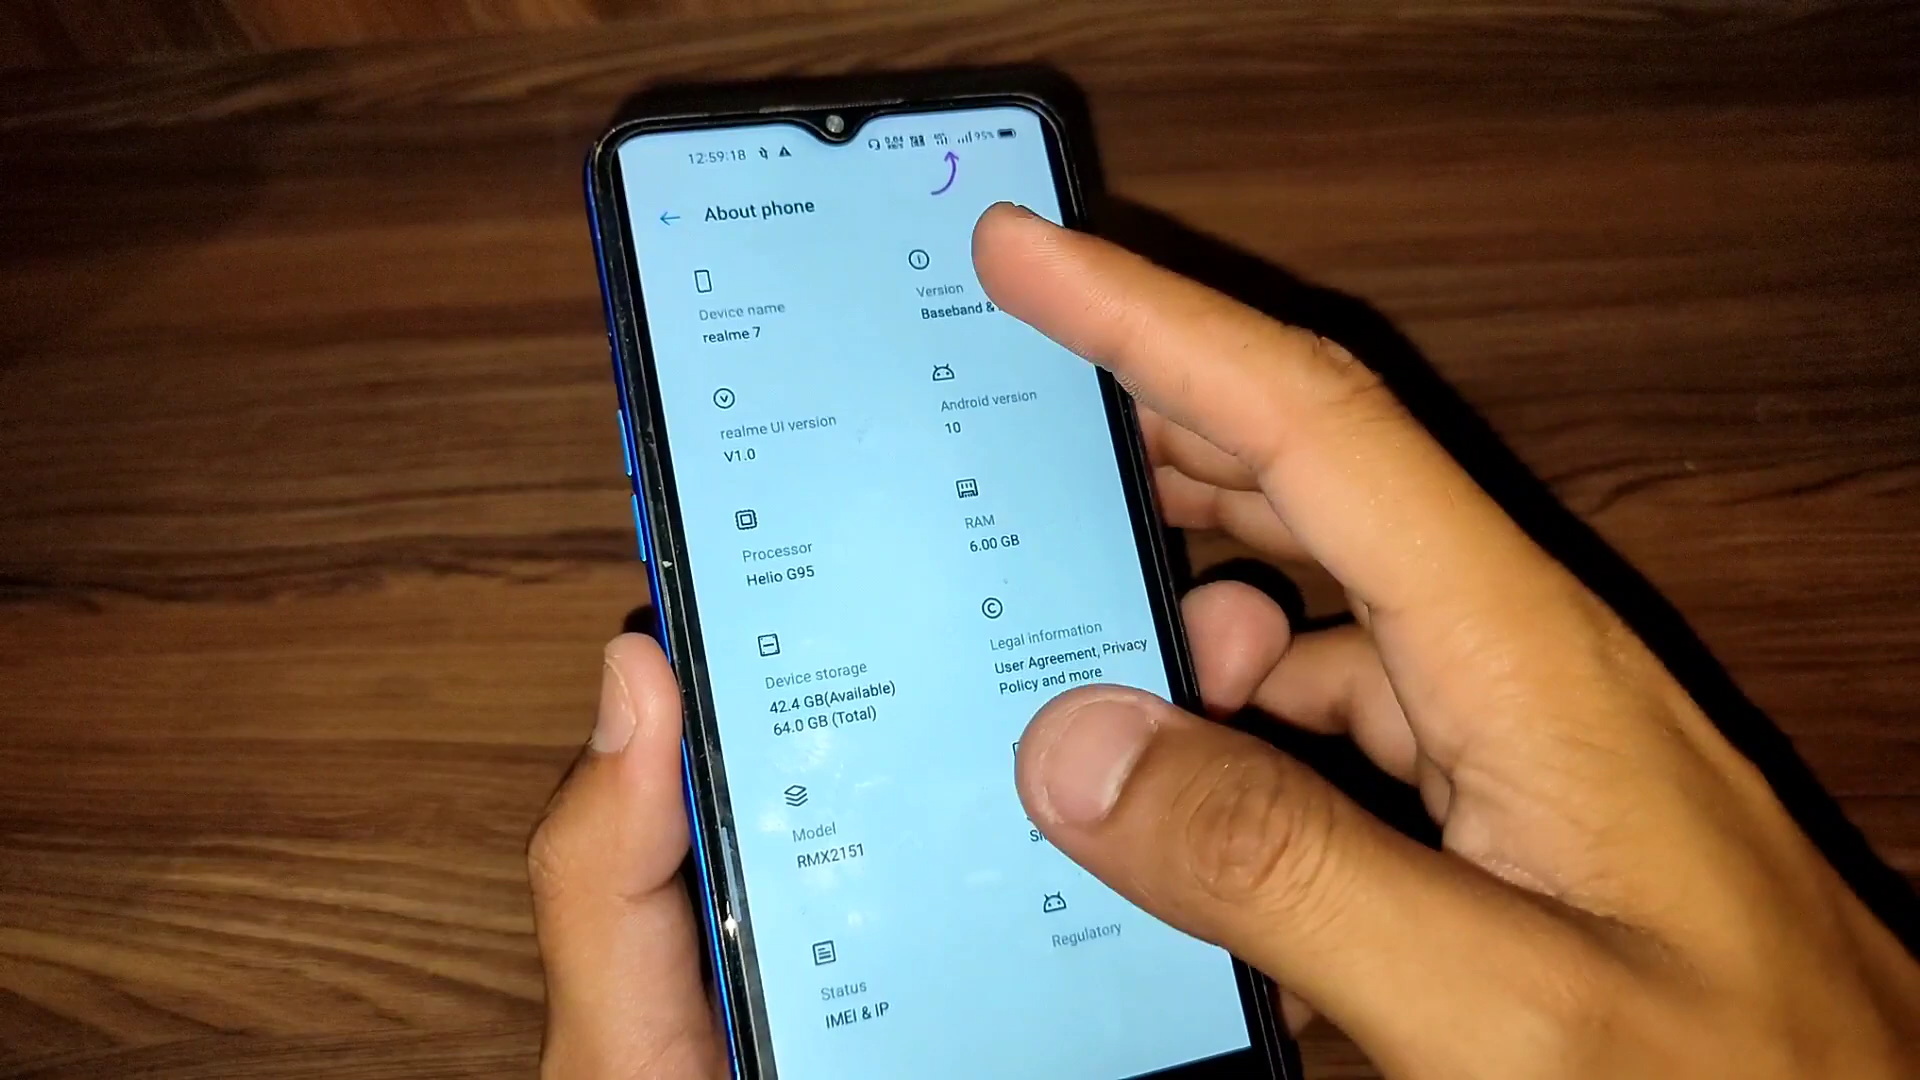 12:59:18
95%
About phone
Device name
realme 7
Version
Baseband &
realme UI version
V1.0
Android version
10
Processor
Helio G95
RAM
6.00 GB
Device storage
42.4 GB(Available)
64.0 GB (Total)
Legal information
User Agreement, Privacy
Policy and more
Model
RMX2151
Status
IMEI & IP
Regulatory